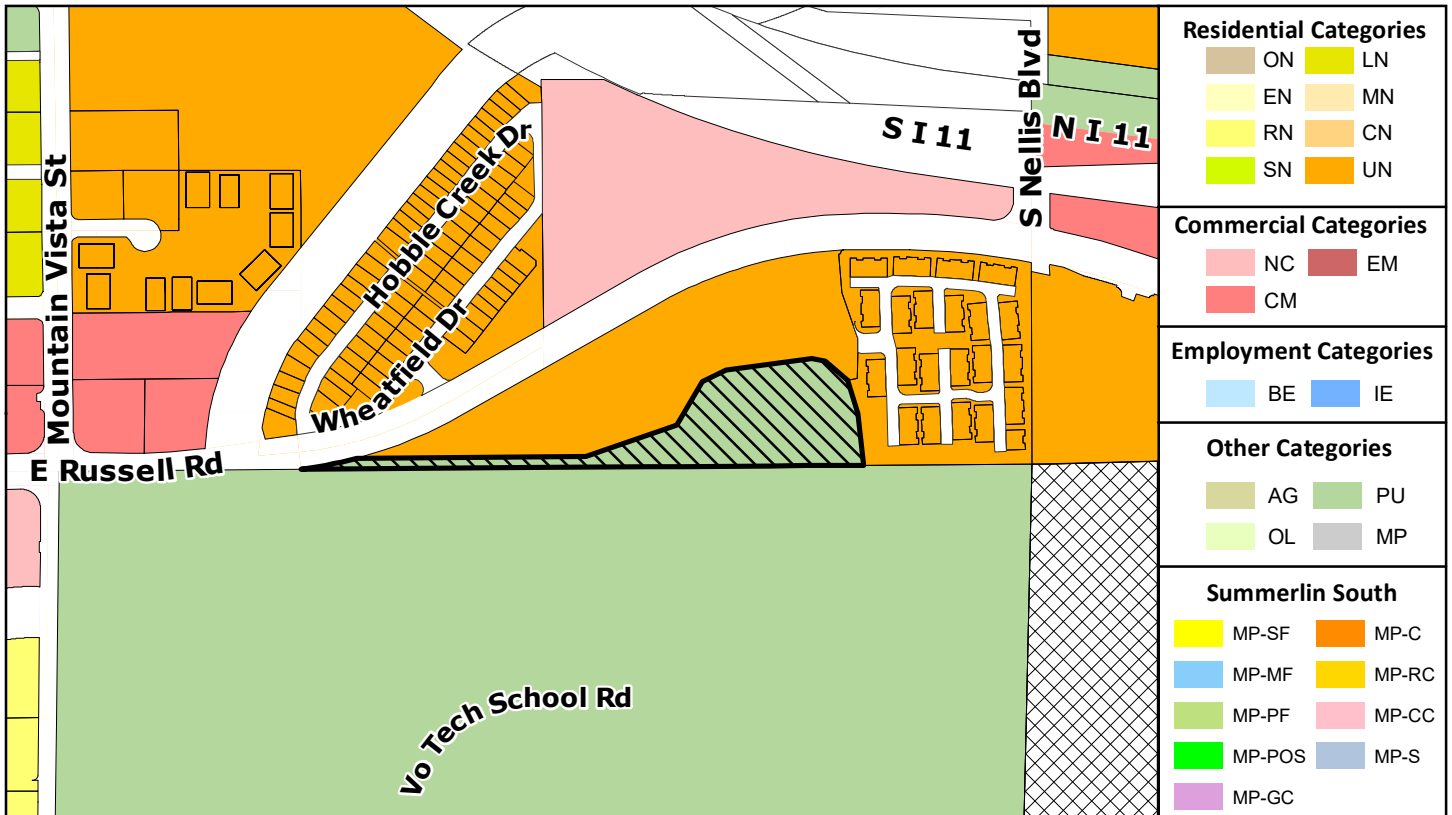 Mountain Vista St
Hobble Creek Dr
Wheatfield Dr
E Russell Rd
S I 11
S Nellis Blvd
N I 11
Vo Tech School Rd
Residential Categories
ON LN
EN MN
RN CN
SN UN
Commercial Categories
NC EM
CM
Employment Categories
BE IE
Other Categories
AG PU
OL MP
Summerlin South
MP-SF MP-C
MP-MF MP-RC
MP-PF MP-CC
MP-POS MP-S
MP-GC